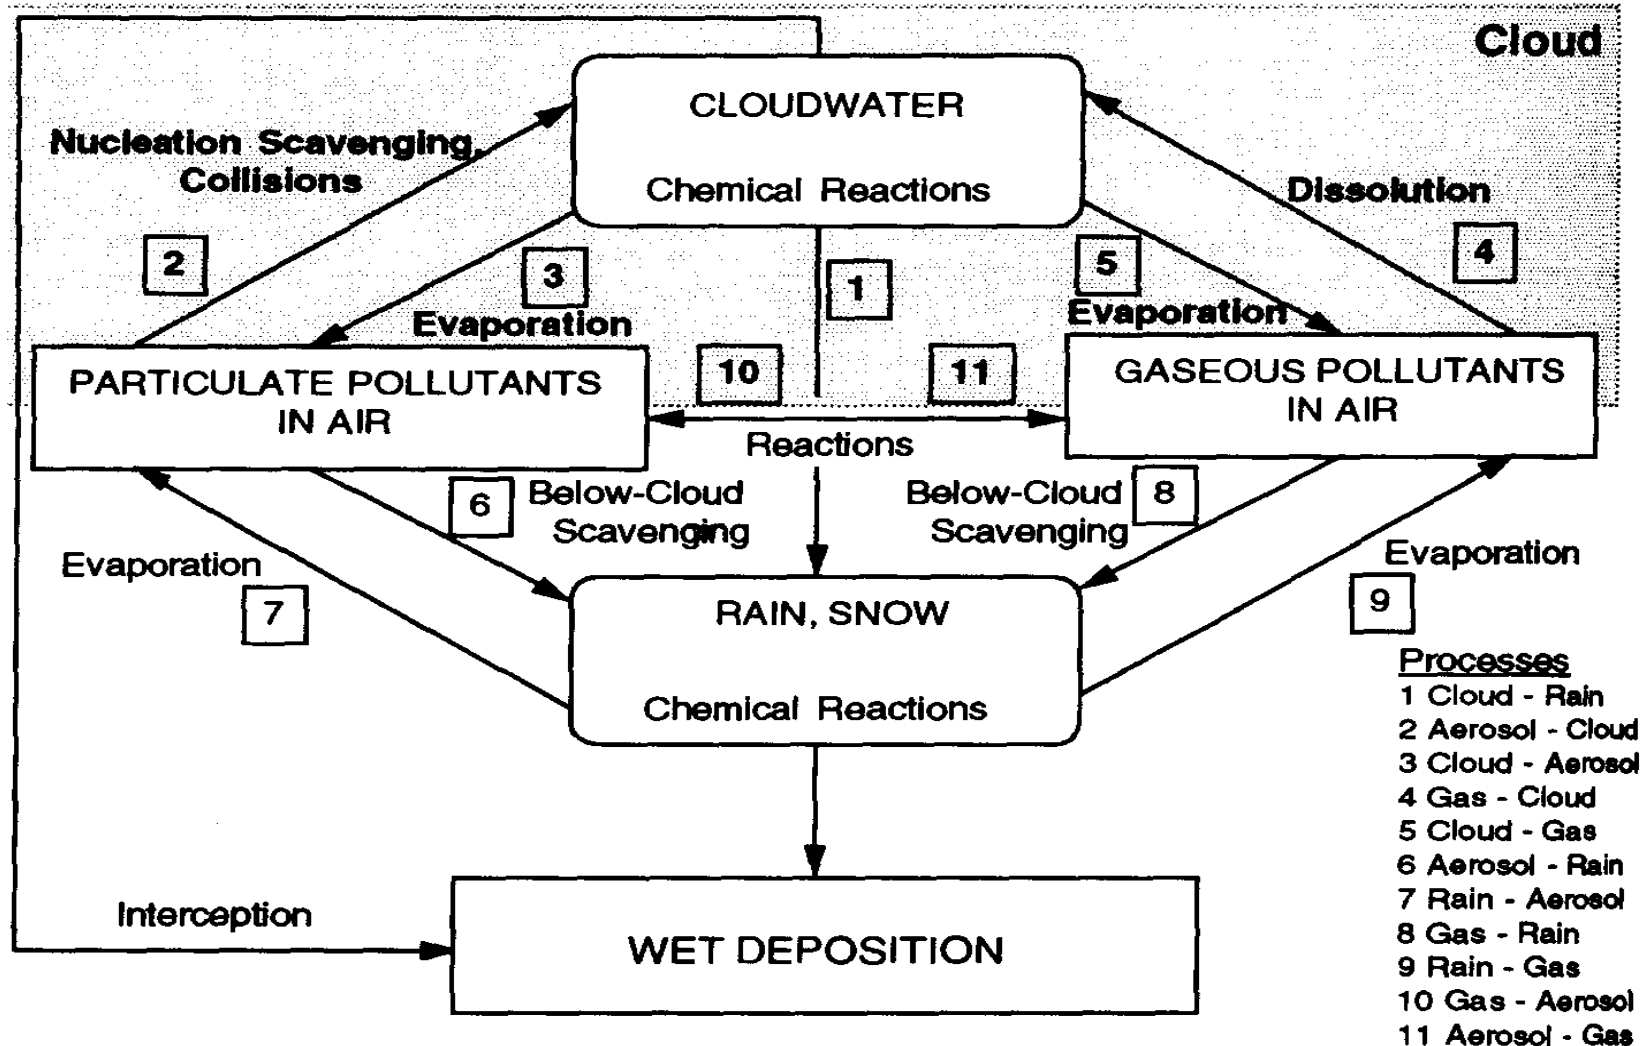 Cloud
CLOUDWATER
Chemical Reactions
Nucleation Scavenging,
Collisions
Dissolution
2
3
1
5
4
Evaporation
Evaporation
PARTICULATE POLLUTANTS
IN AIR
10
11
GASEOUS POLLUTANTS
IN AIR
Reactions
6
Below-Cloud
Scavenging
Below-Cloud
Scavenging
8
Evaporation
7
Evaporation
9
RAIN, SNOW
Chemical Reactions
Interception
WET DEPOSITION
Processes
1 Cloud - Rain
2 Aerosol - Cloud
3 Cloud - Aerosol
4 Gas - Cloud
5 Cloud - Gas
6 Aerosol - Rain
7 Rain - Aerosol
8 Gas - Rain
9 Rain - Gas
10 Gas - Aerosol
11 Aerosol - Gas